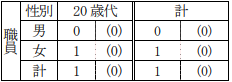 職員
性別 20歳代 計
男 0 (0) 0 (0)
女 1 (0) 1 (0)
計 1 (0) 1 (0)